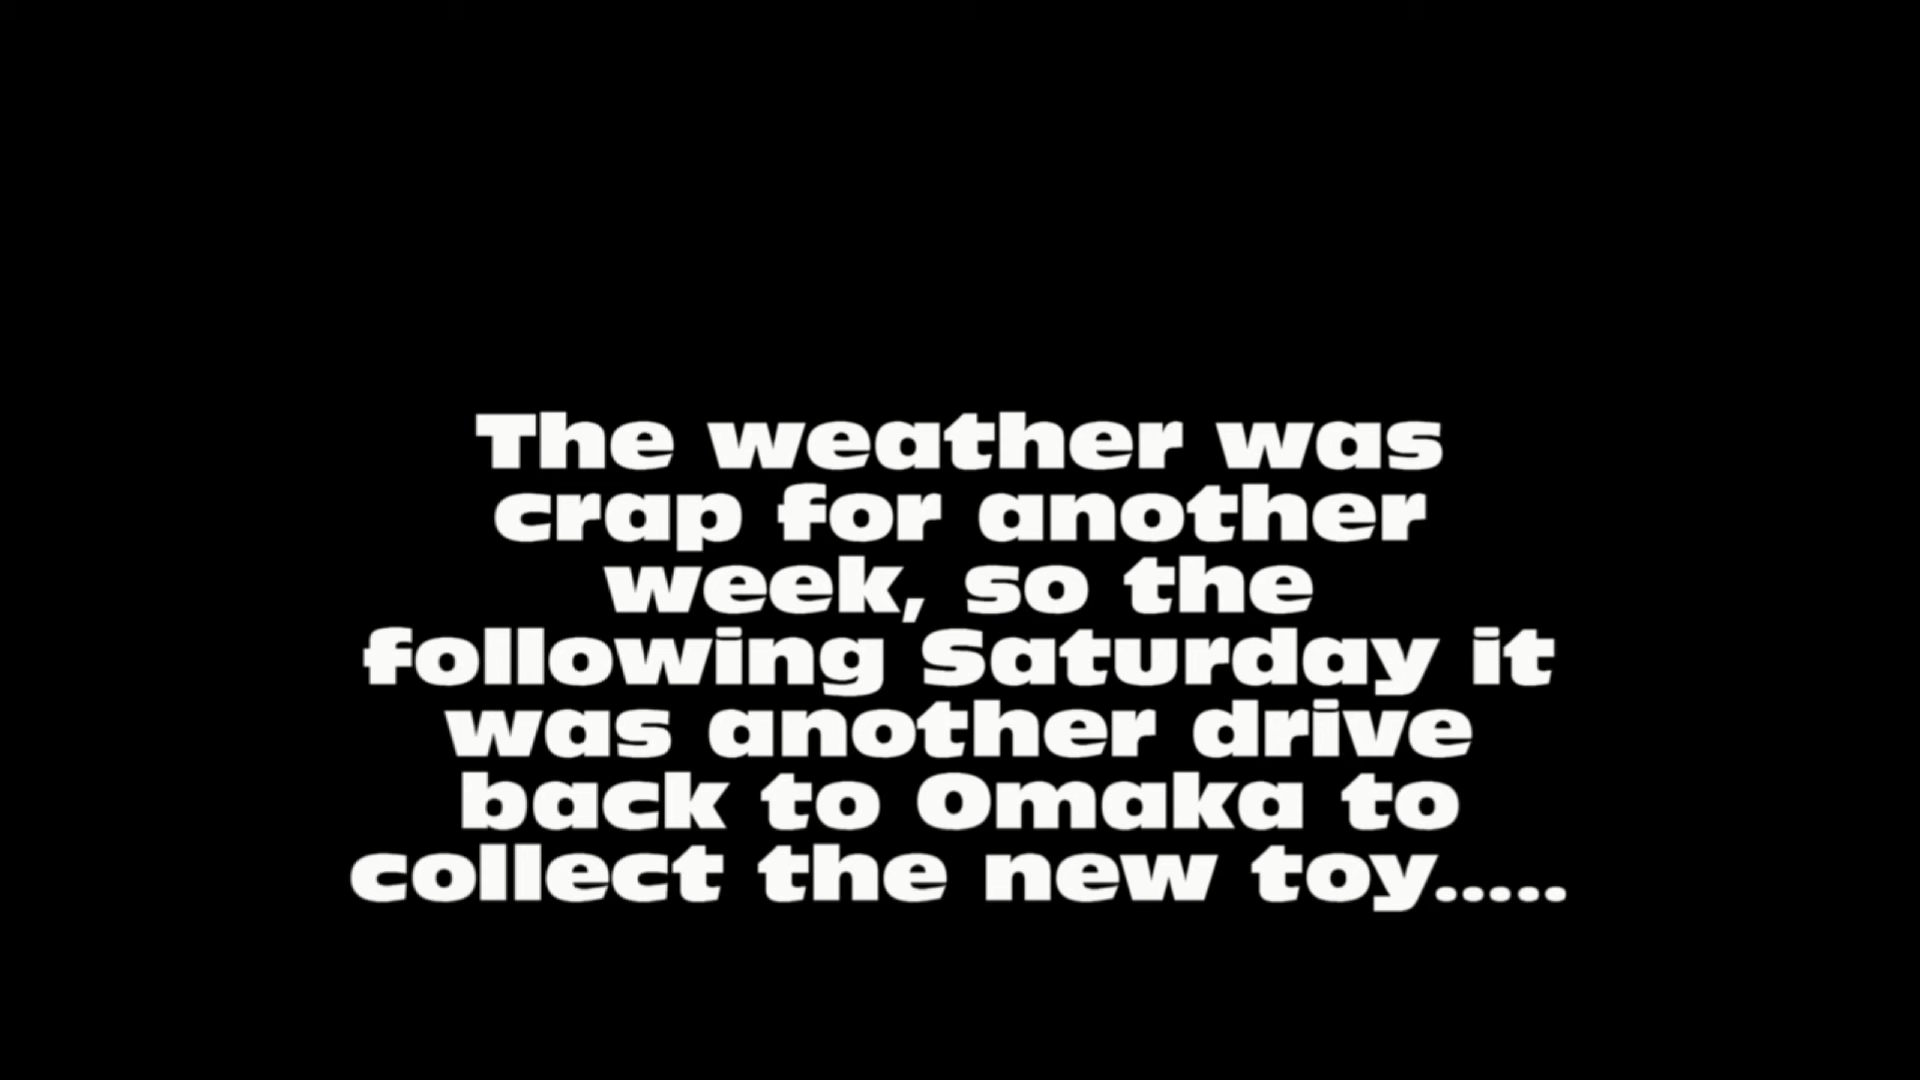 The weather was
crap for another
week, so the
following Saturday it
was another drive
back to Omaka to
collect the new toy.....